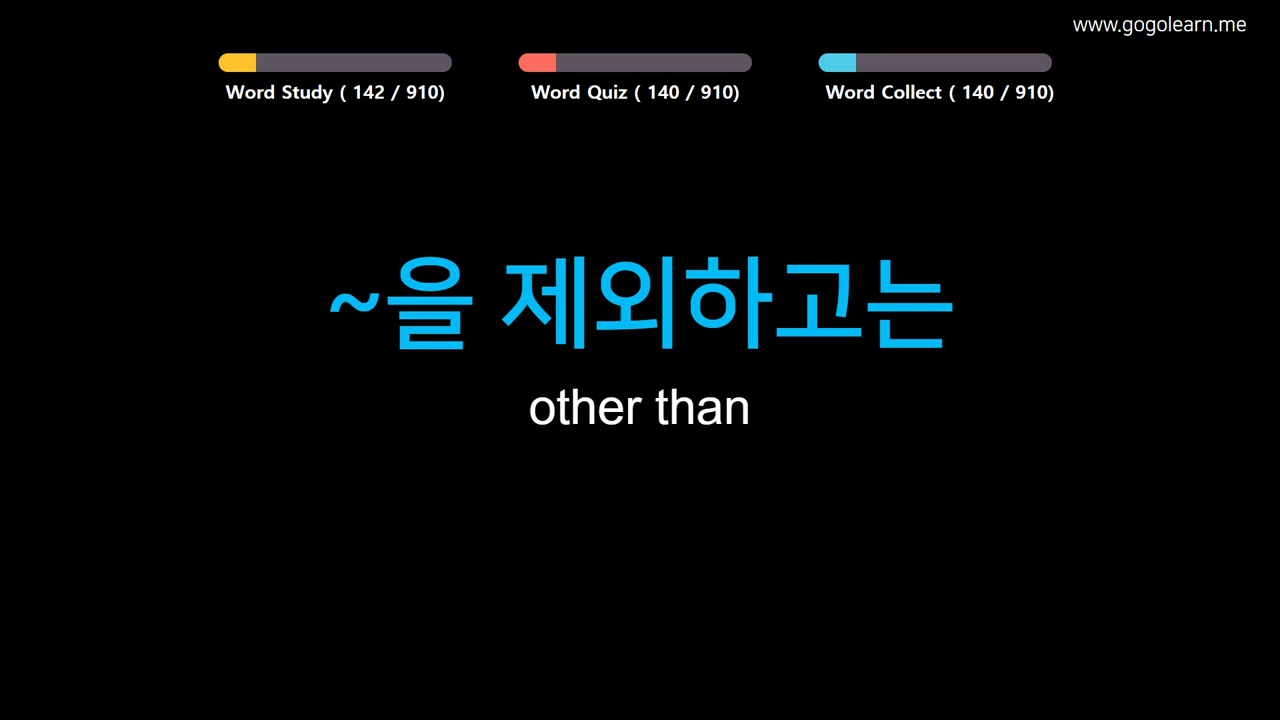 www.gogolearn.me
Word Study ( 142 / 910)
Word Quiz ( 140 / 910)
Word Collect ( 140 / 910)
~을 제외하고는
other than